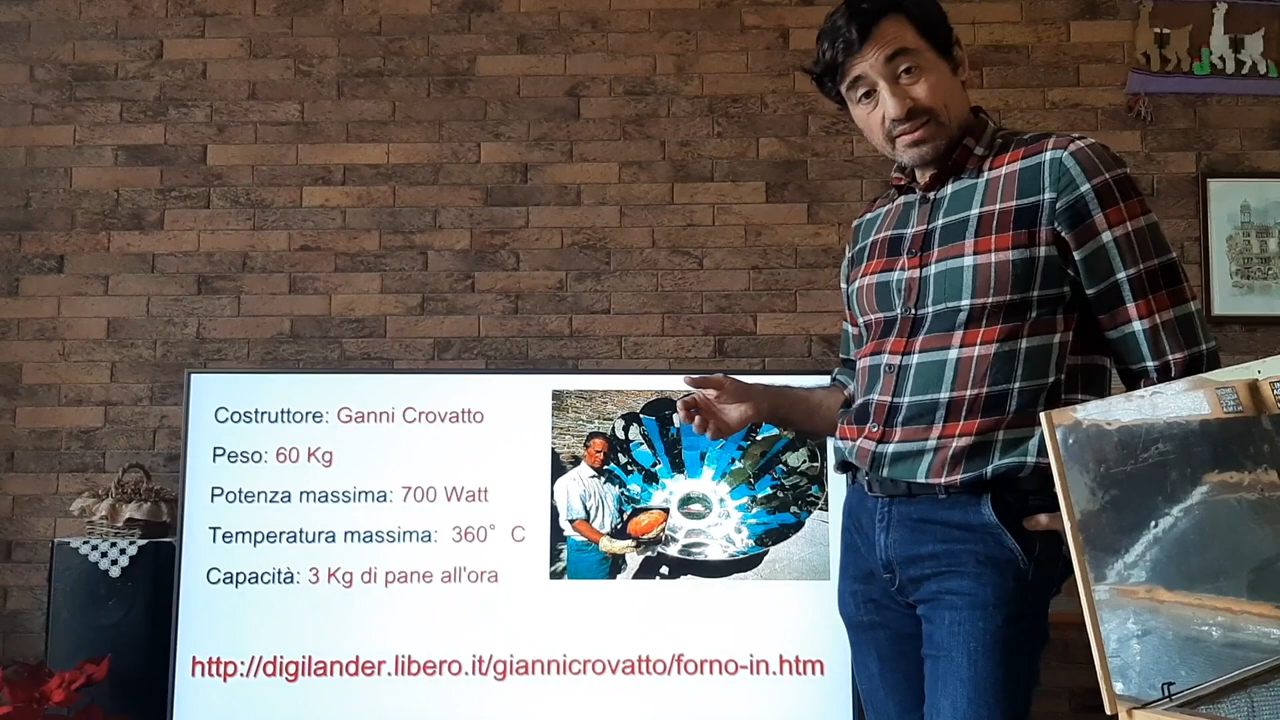 Costruttore: Ganni Crovatto
Peso: 60 Kg
Potenza massima: 700 Watt
Temperatura massima: 360° C
Capacità: 3 Kg di pane all'ora
http://digilander.libero.it/giannicrovatto/forno-in.htm